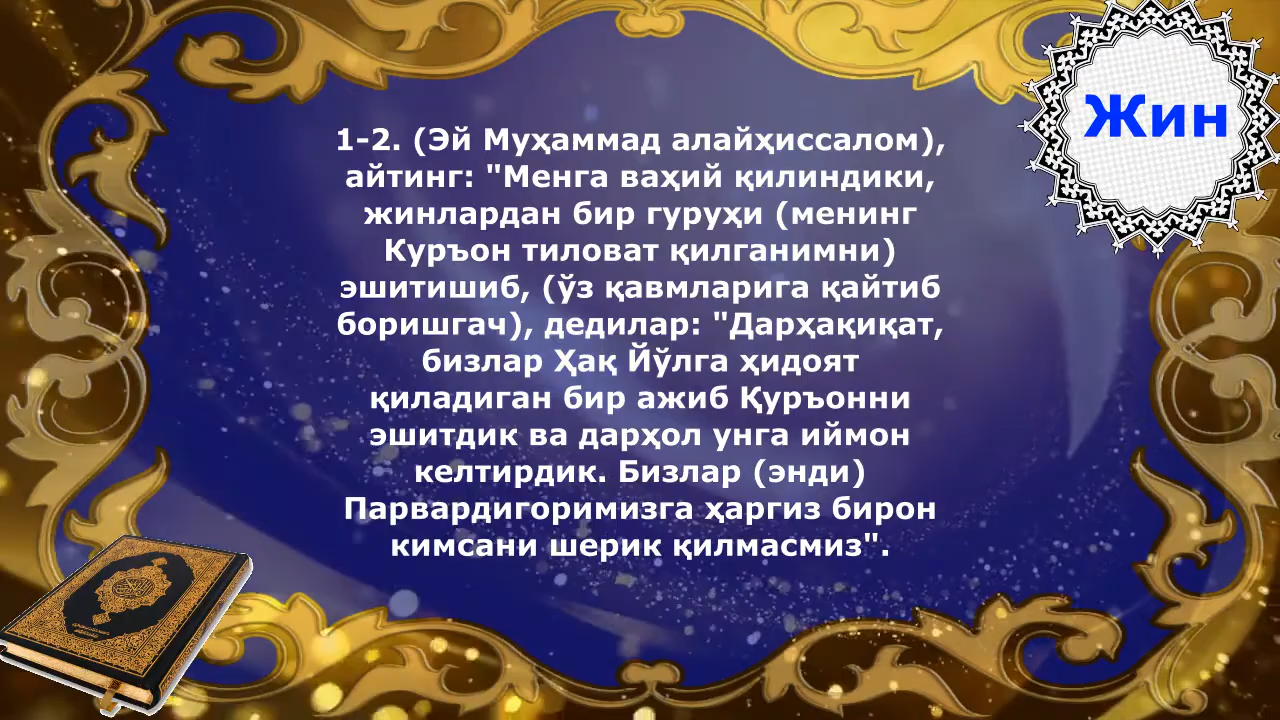 Жин
1-2. (Эй Муҳаммад алайҳиссалом),
айтинг: "Менга ваҳий қилиндики,
жинлардан бир гуруҳи (менинг
Куръон тиловат қилганимни)
эшитишиб, (ўз қавмларига қайтиб
боришгач), дедилар: "Дарҳақиқат,
бизлар Ҳақ Йўлга ҳидоят
қиладиган бир ажиб Қуръонни
эшитдик ва дарҳол унга иймон
келтирдик. Бизлар (энди)
Парвардигоримизга ҳаргиз бирон
кимсани шерик қилмасмиз".